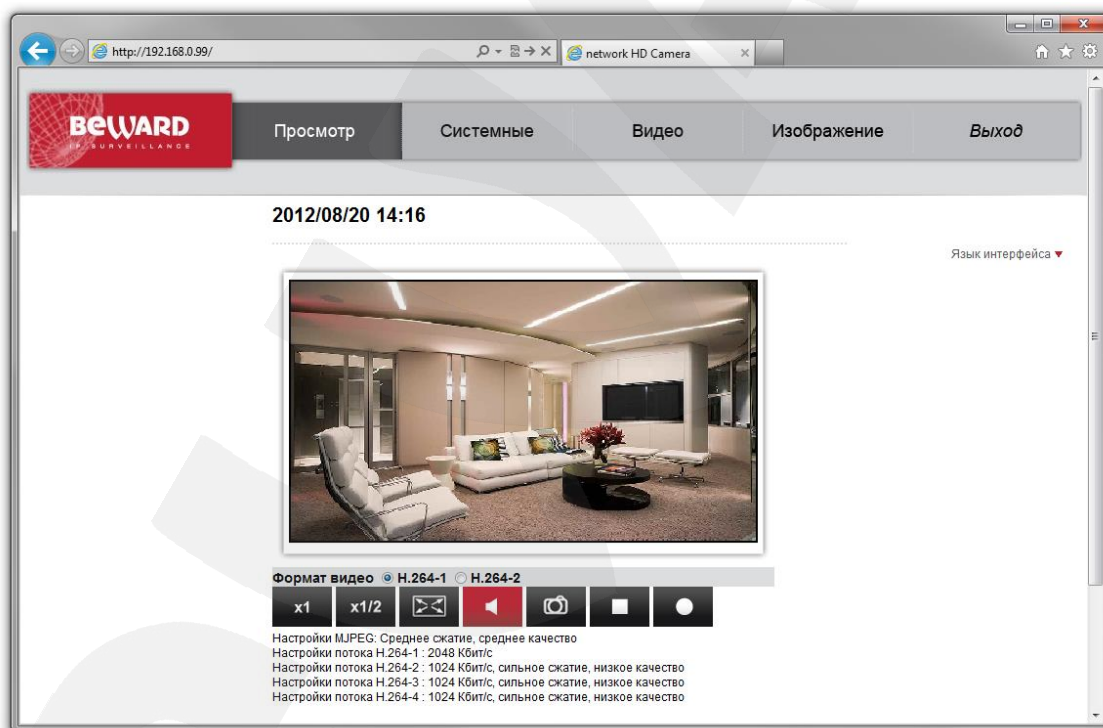 http://192.168.0.99/
network HD Camera
BEWARD
IP SURVEILLANCE
Просмотр
Системные
Видео
Изображение
Выход
2012/08/20 14:16
Язык интерфейса
Формат видео H.264-1 H.264-2
x1 x1/2
Настройки MJPEG: Среднее сжатие, среднее качество
Настройки потока H.264-1 : 2048 Кбит/с
Настройки потока H.264-2 : 1024 Кбит/с, сильное сжатие, низкое качество
Настройки потока H.264-3 : 1024 Кбит/с, сильное сжатие, низкое качество
Настройки потока H.264-4 : 1024 Кбит/с, сильное сжатие, низкое качество